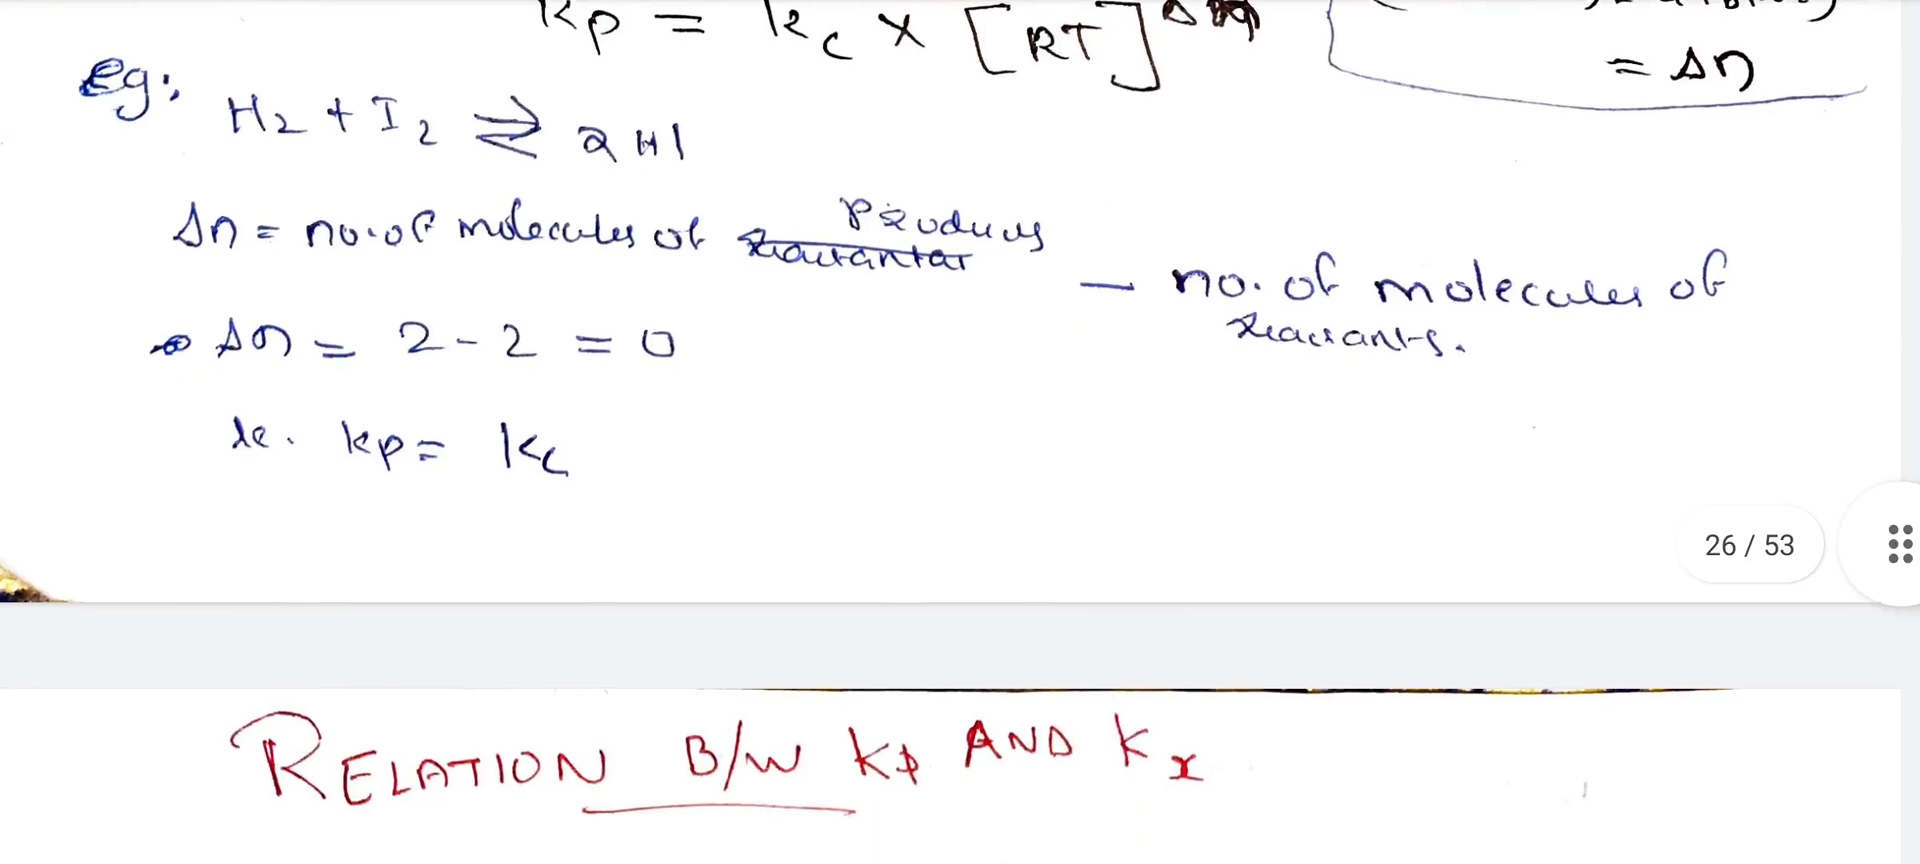 Kp = Kc × [RT]^Δn
= Δn
eg:
H₂ + I₂ ⇌ 2HI
Δn = no. of molecules of products
— no. of molecules of reactants.
Δn = 2 - 2 = 0
ie. Kp = Kc
26 / 53
RELATION B/W Kp AND Kx